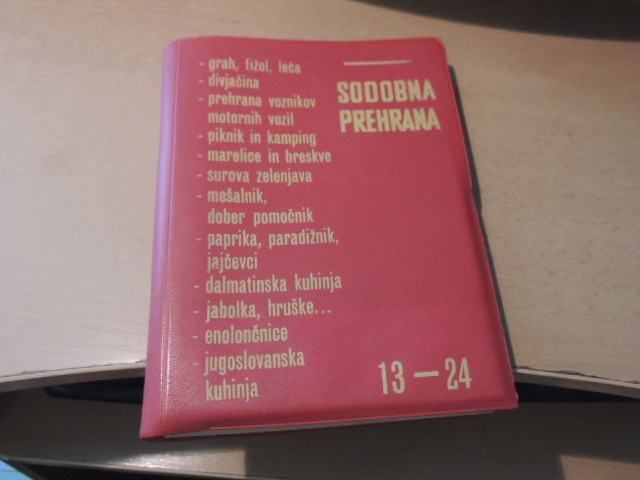 - grah, fižol, leča
- divjačina
- prehrana voznikov
motornih vozil
- piknik in kamping
- marelice in breskve
- surova zelenjava
- mešalnik,
dober pomočnik
- paprika, paradižnik,
jajčevci
- dalmatinska kuhinja
- jabolka, hruške...
- enolončnice
- jugoslovanska
kuhinja
SODOBNA
PREHRANA
13 — 24